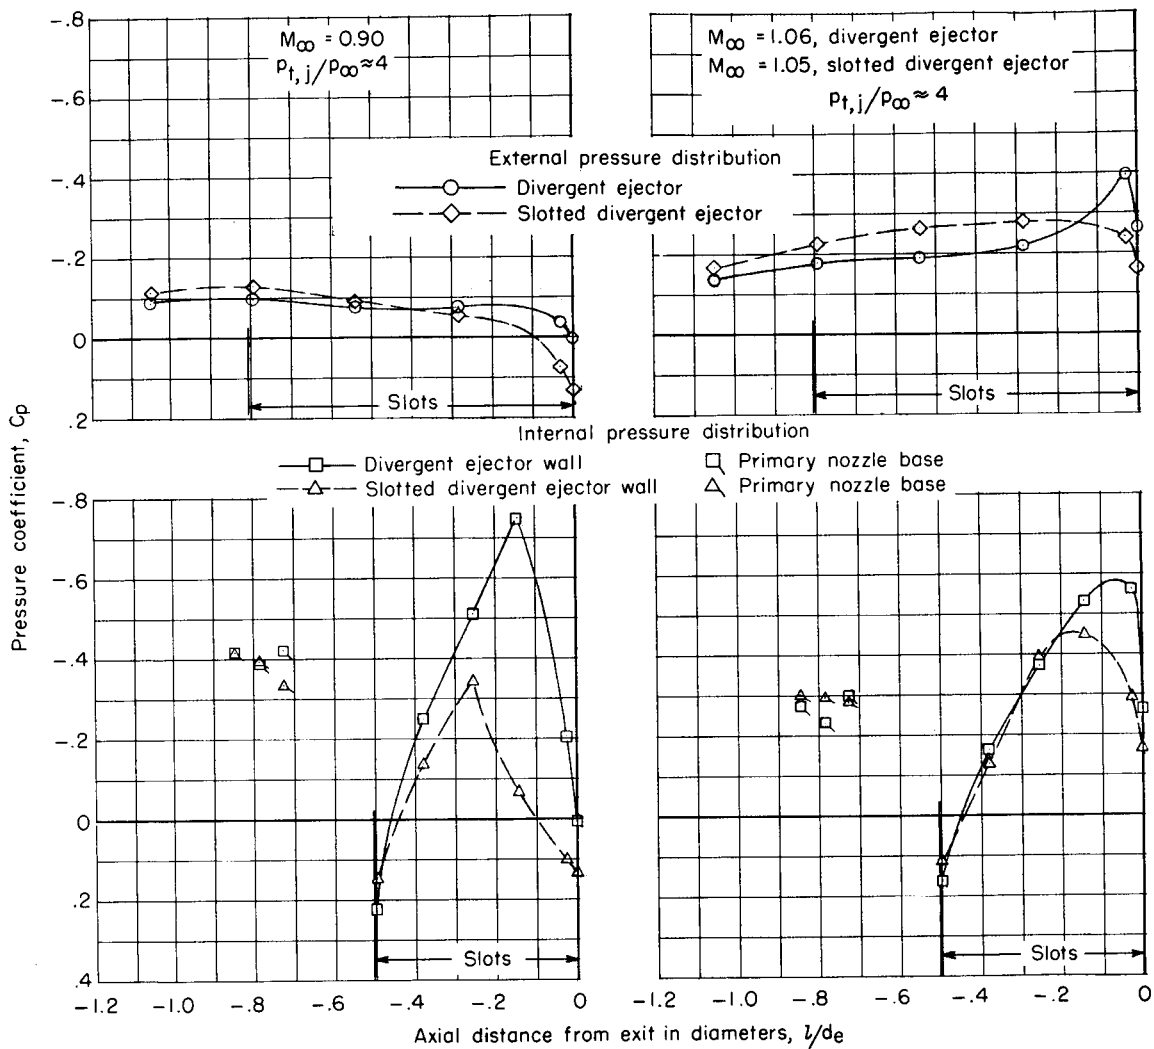 -.8
-.6
-.4
-.2
0
.2
M∞ = 0.90
pt,j/p∞ ≈ 4
M∞ = 1.06, divergent ejector
M∞ = 1.05, slotted divergent ejector
pt,j/p∞ ≈ 4
External pressure distribution
Divergent ejector
Slotted divergent ejector
Slots
Slots
Pressure coefficient, Cp
Internal pressure distribution
Divergent ejector wall
Slotted divergent ejector wall
Primary nozzle base
Primary nozzle base
-.8
-.6
-.4
-.2
0
.2
.4
Slots
Slots
-1.2 -1.0 -.8 -.6 -.4 -.2 0
-1.2 -1.0 -.8 -.6 -.4 -.2 0
Axial distance from exit in diameters, l/de